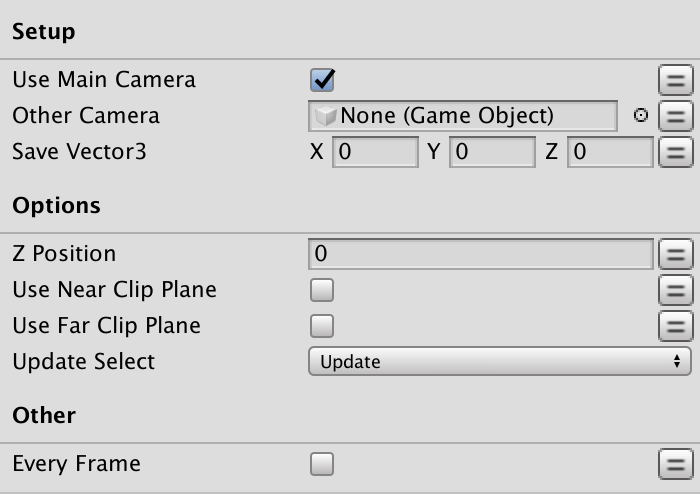 Setup
Use Main Camera
Other Camera None (Game Object)
Save Vector3 X 0 Y 0 Z 0
Options
Z Position 0
Use Near Clip Plane
Use Far Clip Plane
Update Select Update
Other
Every Frame